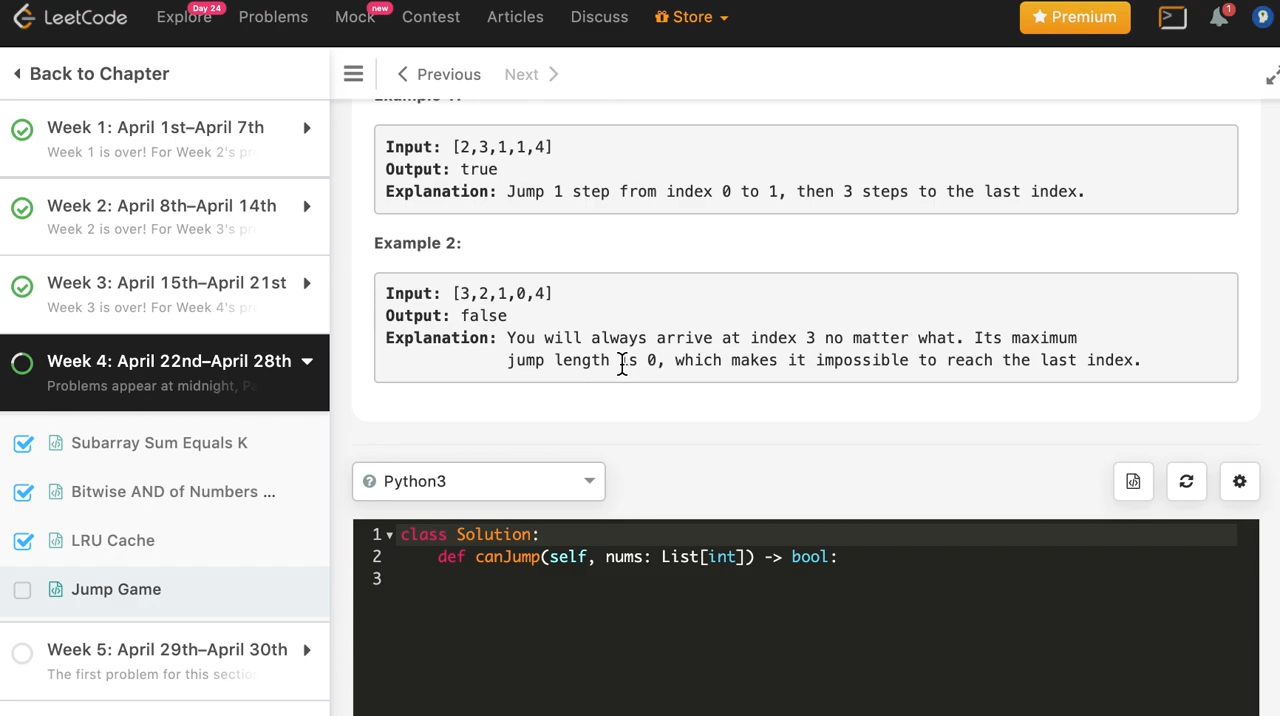 LeetCode Explore Day 24 Problems Mock new Contest Articles Discuss Store Premium 1
Back to Chapter
Previous Next
Week 1: April 1st–April 7th
Week 1 is over! For Week 2's pr
Week 2: April 8th–April 14th
Week 2 is over! For Week 3's pr
Week 3: April 15th–April 21st
Week 3 is over! For Week 4's pr
Week 4: April 22nd–April 28th
Problems appear at midnight, Pa
Subarray Sum Equals K
Bitwise AND of Numbers ...
LRU Cache
Jump Game
Week 5: April 29th–April 30th
The first problem for this sectio
Example 1:
Input: [2,3,1,1,4]
Output: true
Explanation: Jump 1 step from index 0 to 1, then 3 steps to the last index.
Example 2:
Input: [3,2,1,0,4]
Output: false
Explanation: You will always arrive at index 3 no matter what. Its maximum
jump length is 0, which makes it impossible to reach the last index.
Python3
1 class Solution:
2 def canJump(self, nums: List[int]) -> bool:
3